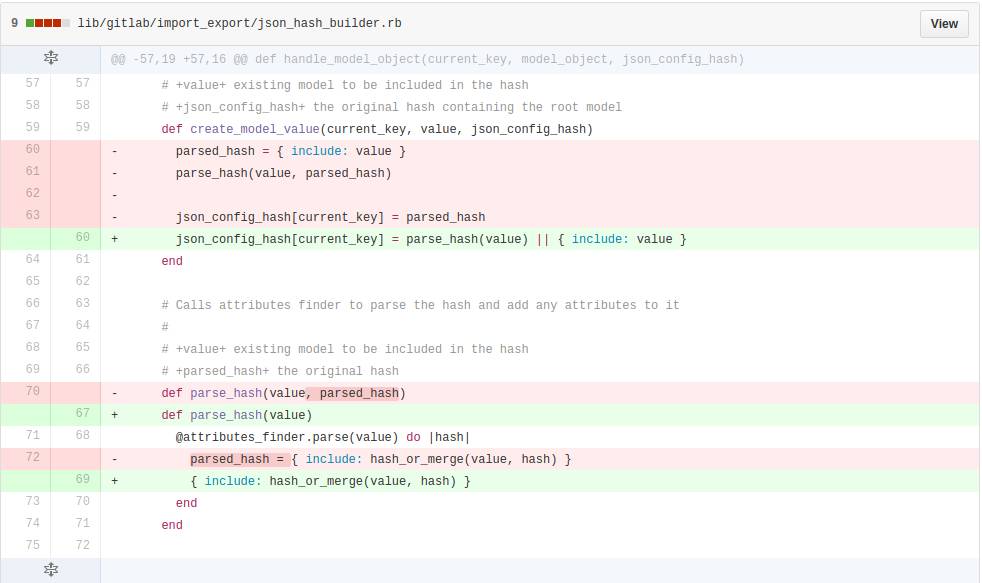 9 lib/gitlab/import_export/json_hash_builder.rb View
@@ -57,19 +57,16 @@ def handle_model_object(current_key, model_object, json_config_hash)
57 57 # +value+ existing model to be included in the hash
58 58 # +json_config_hash+ the original hash containing the root model
59 59 def create_model_value(current_key, value, json_config_hash)
60 - parsed_hash = { include: value }
61 - parse_hash(value, parsed_hash)
62 -
63 - json_config_hash[current_key] = parsed_hash
60 + json_config_hash[current_key] = parse_hash(value) || { include: value }
64 61 end
65 62
66 63 # Calls attributes finder to parse the hash and add any attributes to it
67 64 #
68 65 # +value+ existing model to be included in the hash
69 66 # +parsed_hash+ the original hash
70 - def parse_hash(value, parsed_hash)
67 + def parse_hash(value)
71 68 @attributes_finder.parse(value) do |hash|
72 - parsed_hash = { include: hash_or_merge(value, hash) }
69 + { include: hash_or_merge(value, hash) }
73 70 end
74 71 end
75 72